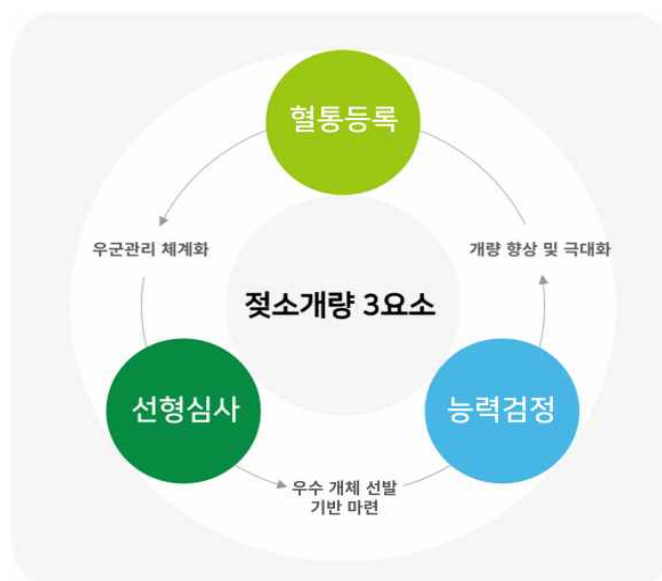 혈통등록
우군관리 체계화
개량 향상 및 극대화
젖소개량 3요소
선형심사
능력검정
우수 개체 선발
기반 마련